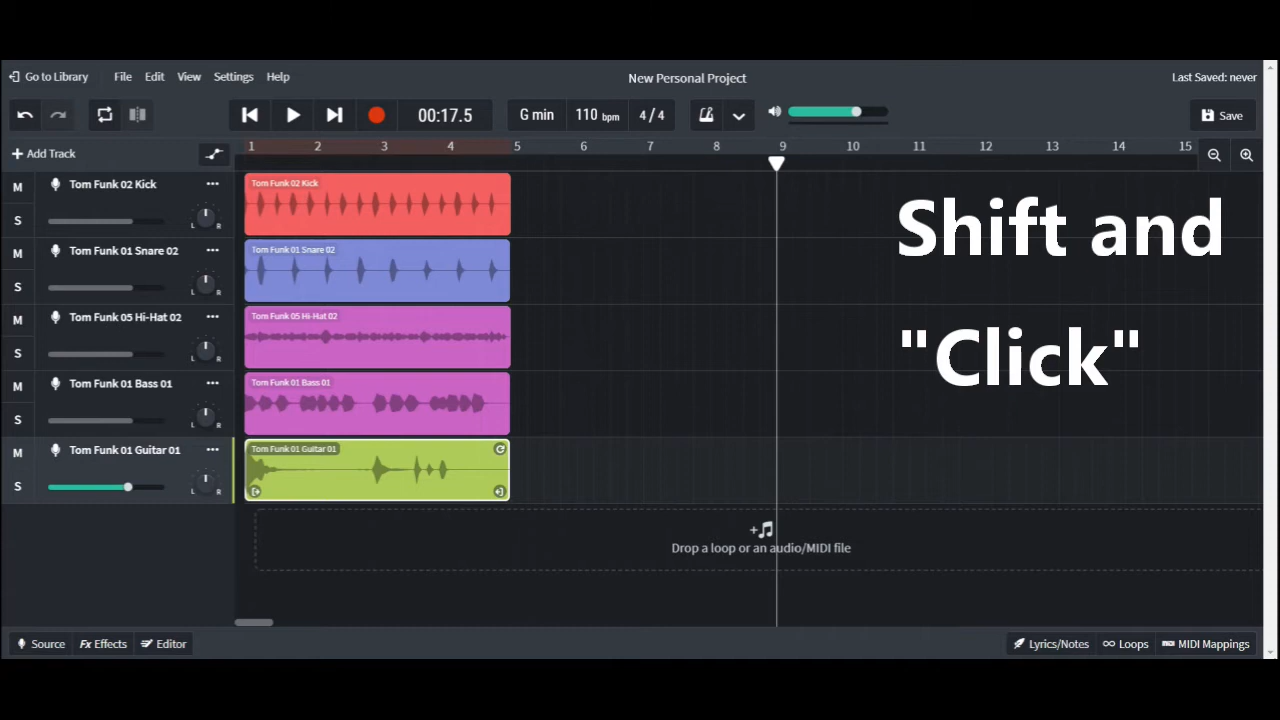 Go to Library File Edit View Settings Help New Personal Project Last Saved: never
00:17.5 G min 110 bpm 4 / 4 Save
Add Track 1 2 3 4 5 6 7 8 9 10 11 12 13 14 15
M Tom Funk 02 Kick Tom Funk 02 Kick
S L R
M Tom Funk 01 Snare 02 Tom Funk 01 Snare 02
S L R
M Tom Funk 05 Hi-Hat 02 Tom Funk 05 Hi-Hat 02
S L R
M Tom Funk 01 Bass 01 Tom Funk 01 Bass 01
S L R
M Tom Funk 01 Guitar 01 Tom Funk 01 Guitar 01
S L R
Shift and
"Click"
Drop a loop or an audio/MIDI file
Source Fx Effects Editor Lyrics/Notes Loops MIDI Mappings